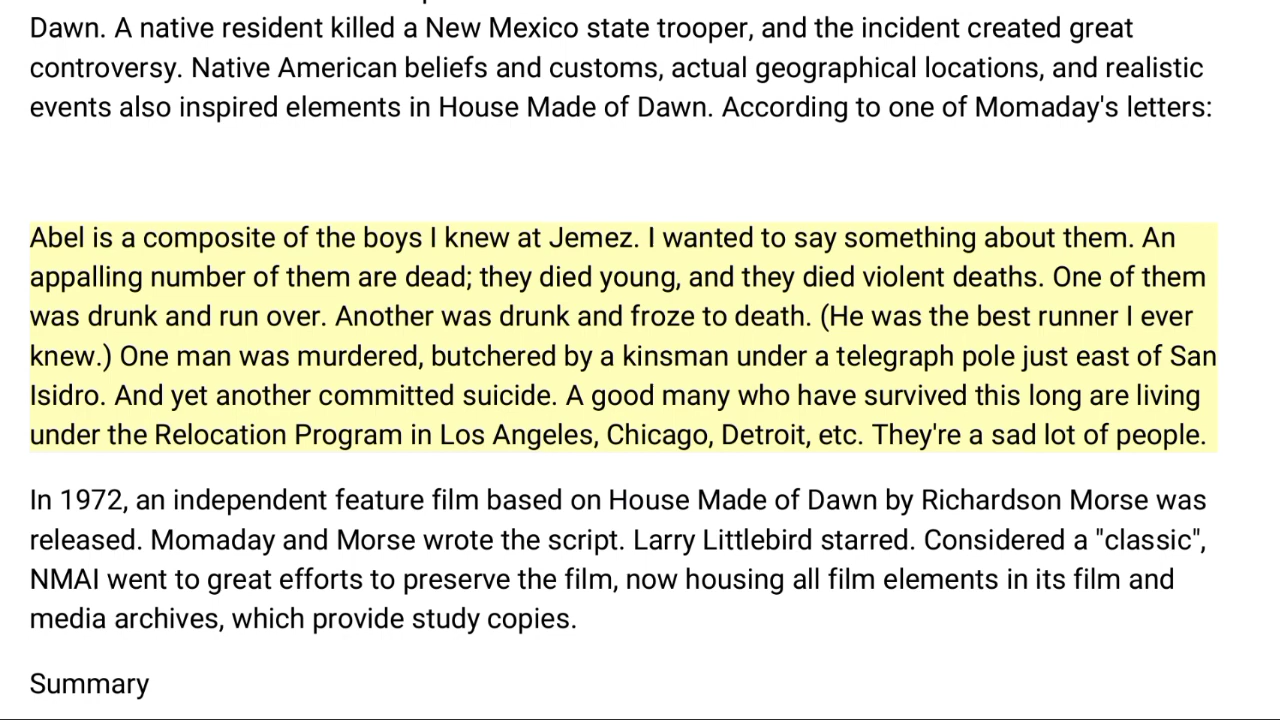 Dawn. A native resident killed a New Mexico state trooper, and the incident created great
controversy. Native American beliefs and customs, actual geographical locations, and realistic
events also inspired elements in House Made of Dawn. According to one of Momaday's letters:
Abel is a composite of the boys I knew at Jemez. I wanted to say something about them. An
appalling number of them are dead; they died young, and they died violent deaths. One of them
was drunk and run over. Another was drunk and froze to death. (He was the best runner I ever
knew.) One man was murdered, butchered by a kinsman under a telegraph pole just east of San
Isidro. And yet another committed suicide. A good many who have survived this long are living
under the Relocation Program in Los Angeles, Chicago, Detroit, etc. They're a sad lot of people.
In 1972, an independent feature film based on House Made of Dawn by Richardson Morse was
released. Momaday and Morse wrote the script. Larry Littlebird starred. Considered a "classic",
NMAI went to great efforts to preserve the film, now housing all film elements in its film and
media archives, which provide study copies.
Summary